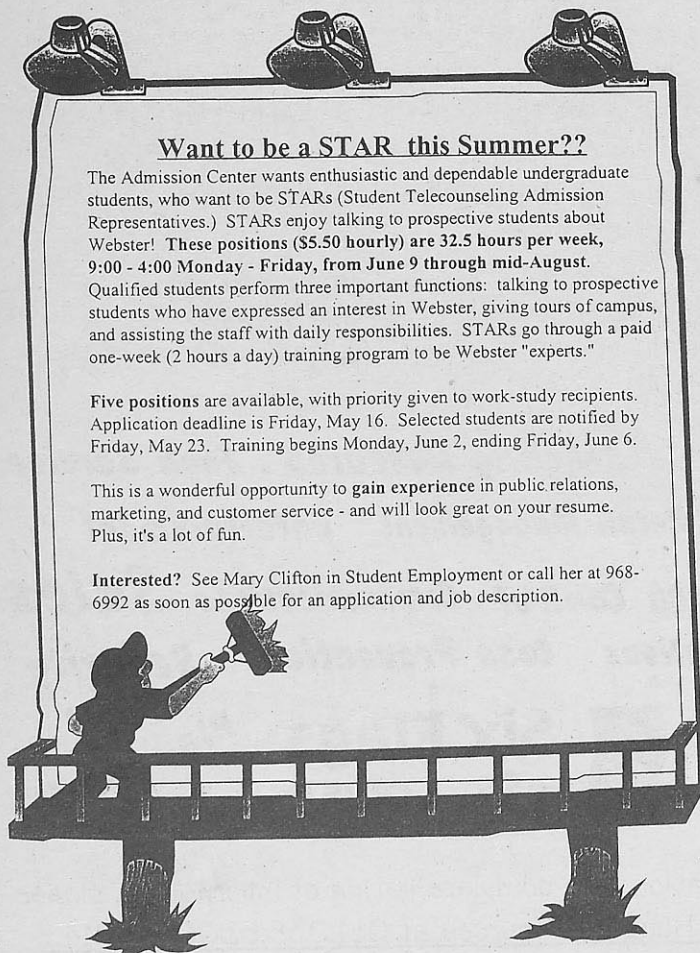 Want to be a STAR this Summer??
The Admission Center wants enthusiastic and dependable undergraduate
students, who want to be STARs (Student Telecounseling Admission
Representatives.) STARs enjoy talking to prospective students about
Webster! These positions ($5.50 hourly) are 32.5 hours per week,
9:00 - 4:00 Monday - Friday, from June 9 through mid-August.
Qualified students perform three important functions: talking to prospective
students who have expressed an interest in Webster, giving tours of campus,
and assisting the staff with daily responsibilities. STARs go through a paid
one-week (2 hours a day) training program to be Webster "experts."
Five positions are available, with priority given to work-study recipients.
Application deadline is Friday, May 16. Selected students are notified by
Friday, May 23. Training begins Monday, June 2, ending Friday, June 6.
This is a wonderful opportunity to gain experience in public relations,
marketing, and customer service - and will look great on your resume.
Plus, it's a lot of fun.
Interested? See Mary Clifton in Student Employment or call her at 968-
6992 as soon as possible for an application and job description.